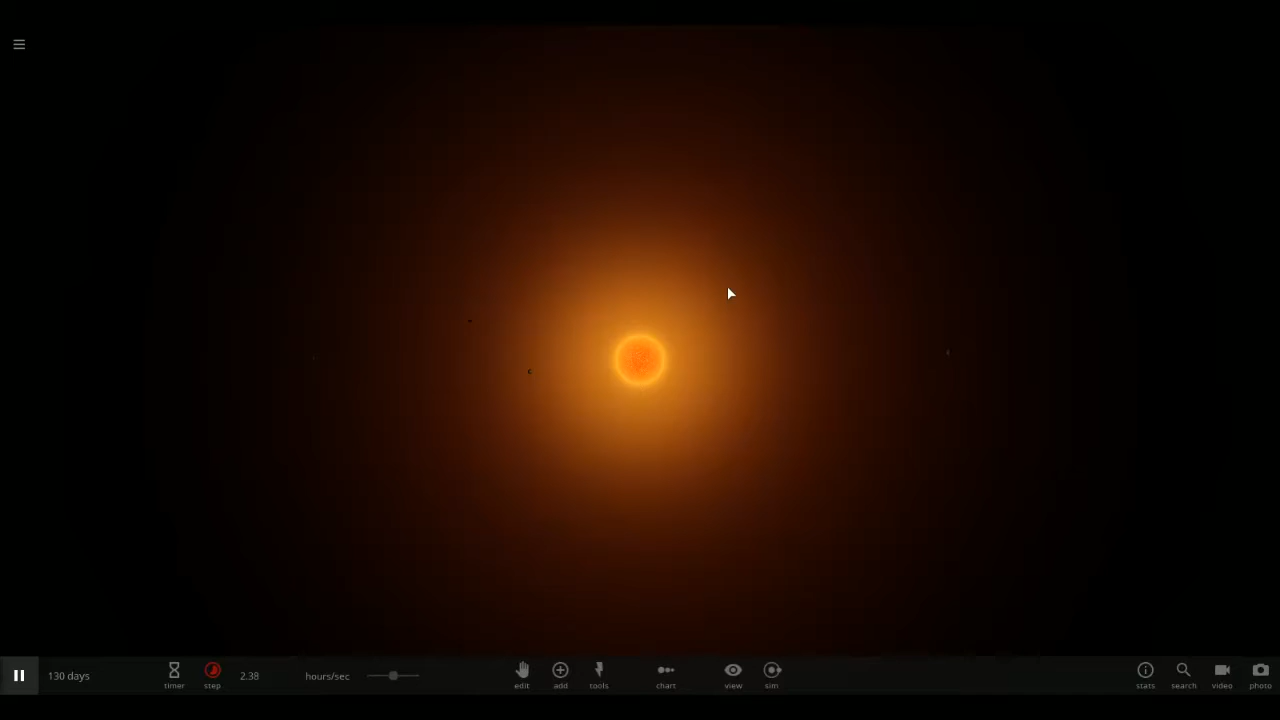 130 days
timer
step
2.38
hours/sec
edit
add
tools
chart
view
sim
stats
search
video
photo